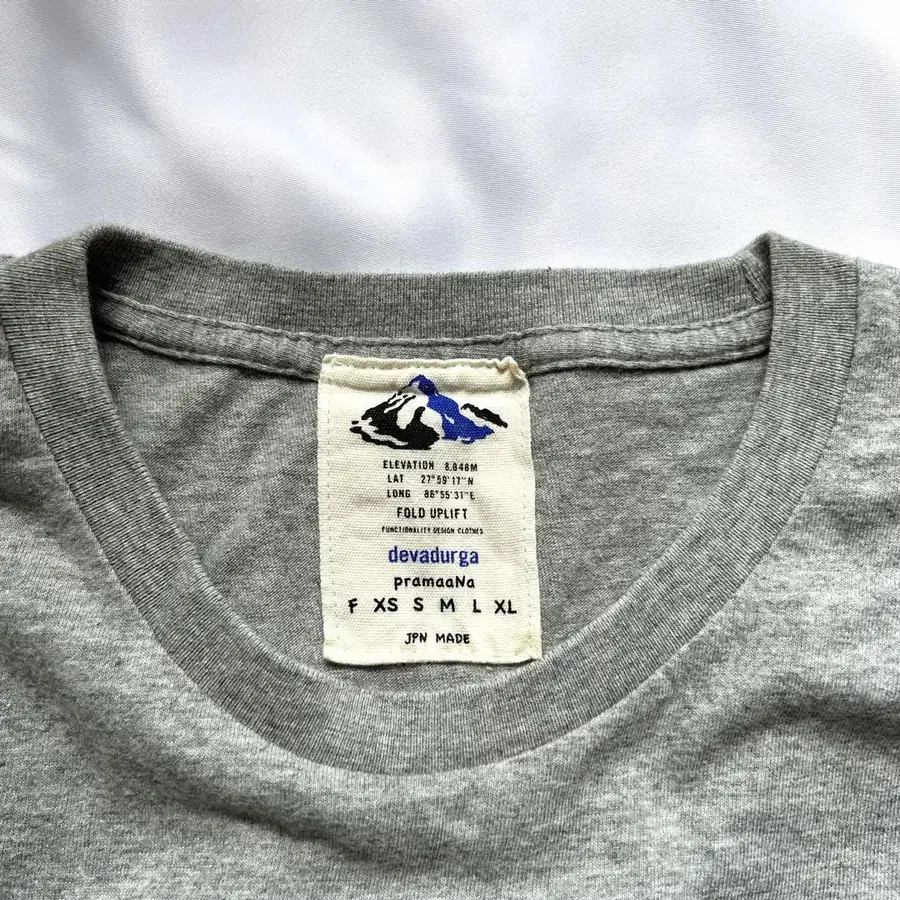 ELEVATION 8.848M
LAT 27°59'17"N
LONG 86°55'31"E
FOLD UPLIFT
FUNCTIONALITY DESIGN CLOTHES
devadurga
pramaaNa
F XS S M L XL
JPN MADE